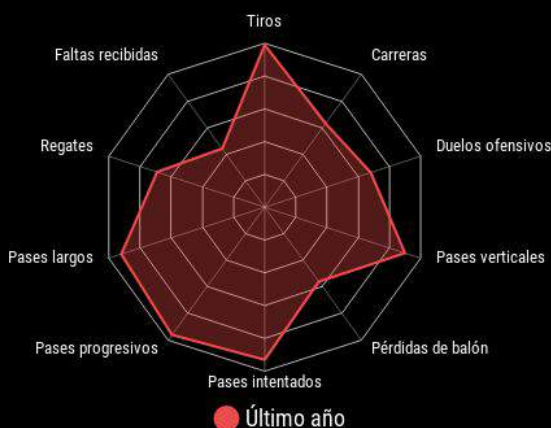 Tiros
Faltas recibidas
Carreras
Regates
Duelos ofensivos
Pases largos
Pases verticales
Pases progresivos
Pérdidas de balón
Pases intentados
Último año